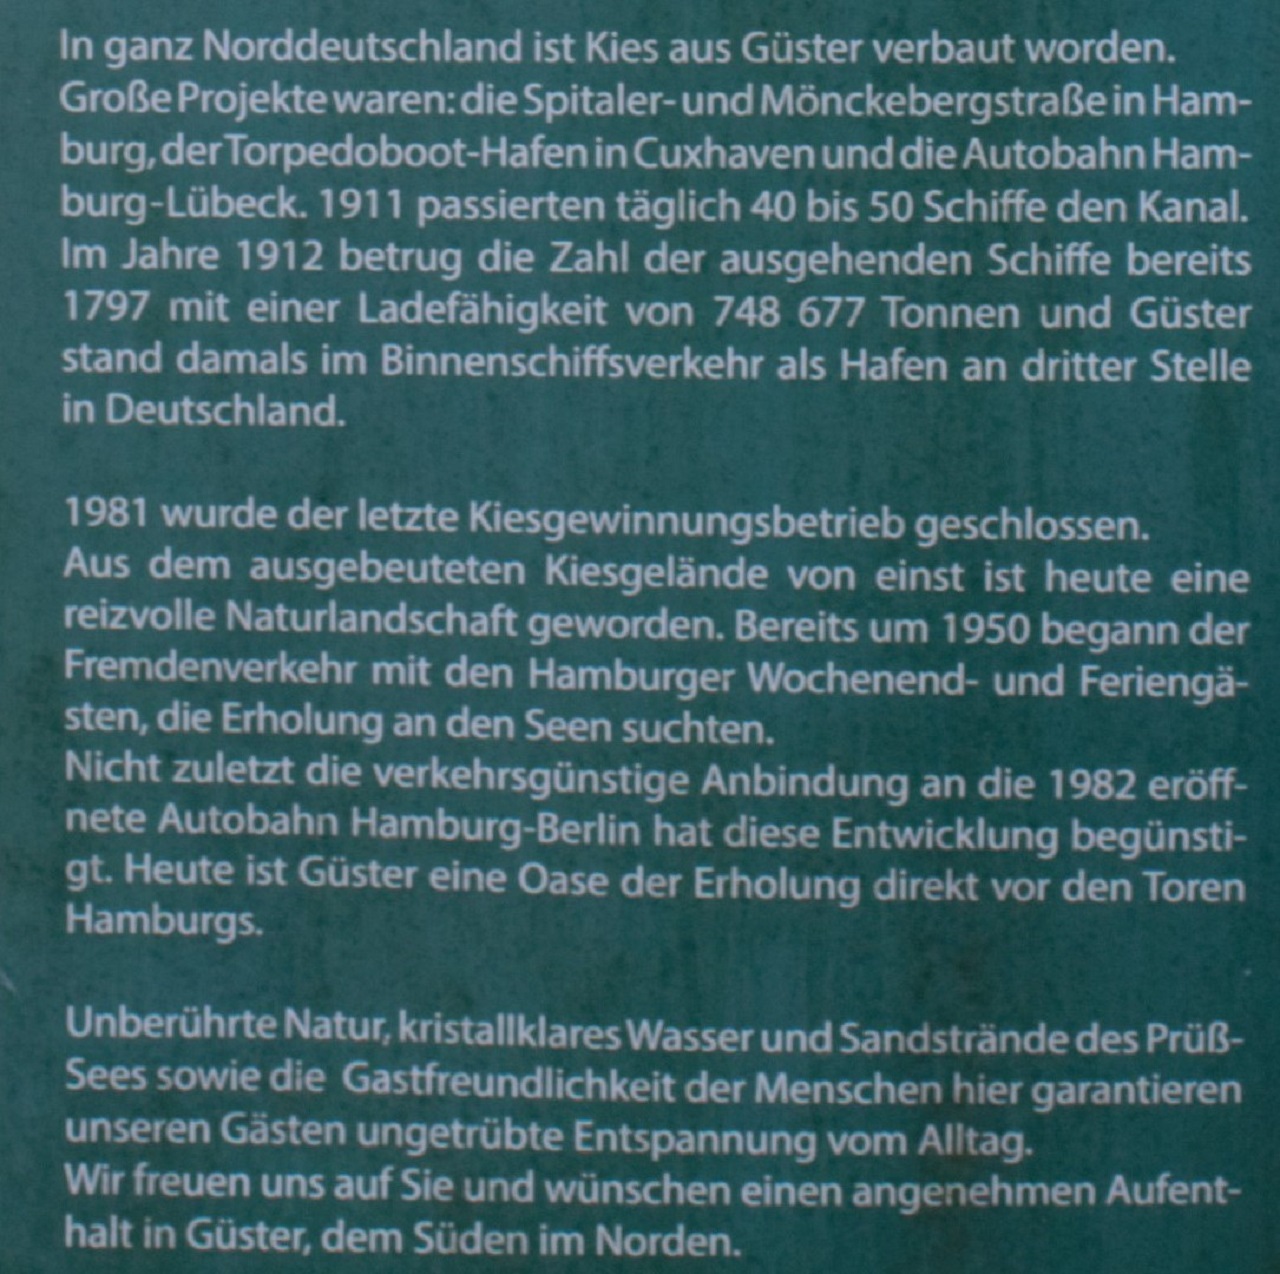 In ganz Norddeutschland ist Kies aus Güster verbaut worden.
Große Projekte waren: die Spitaler- und Mönckebergstraße in Ham-
burg, der Torpedoboot-Hafen in Cuxhaven und die Autobahn Ham-
burg-Lübeck. 1911 passierten täglich 40 bis 50 Schiffe den Kanal.
Im Jahre 1912 betrug die Zahl der ausgehenden Schiffe bereits
1797 mit einer Ladefähigkeit von 748 677 Tonnen und Güster
stand damals im Binnenschiffsverkehr als Hafen an dritter Stelle
in Deutschland.
1981 wurde der letzte Kiesgewinnungsbetrieb geschlossen.
Aus dem ausgebeuteten Kiesgelände von einst ist heute eine
reizvolle Naturlandschaft geworden. Bereits um 1950 begann der
Fremdenverkehr mit den Hamburger Wochenend- und Feriengä-
sten, die Erholung an den Seen suchten.
Nicht zuletzt die verkehrsgünstige Anbindung an die 1982 eröff-
nete Autobahn Hamburg-Berlin hat diese Entwicklung begünsti-
gt. Heute ist Güster eine Oase der Erholung direkt vor den Toren
Hamburgs.
Unberührte Natur, kristallklares Wasser und Sandstrände des Prüß-
Sees sowie die Gastfreundlichkeit der Menschen hier garantieren
unseren Gästen ungetrübte Entspannung vom Alltag.
Wir freuen uns auf Sie und wünschen einen angenehmen Aufent-
halt in Güster, dem Süden im Norden.